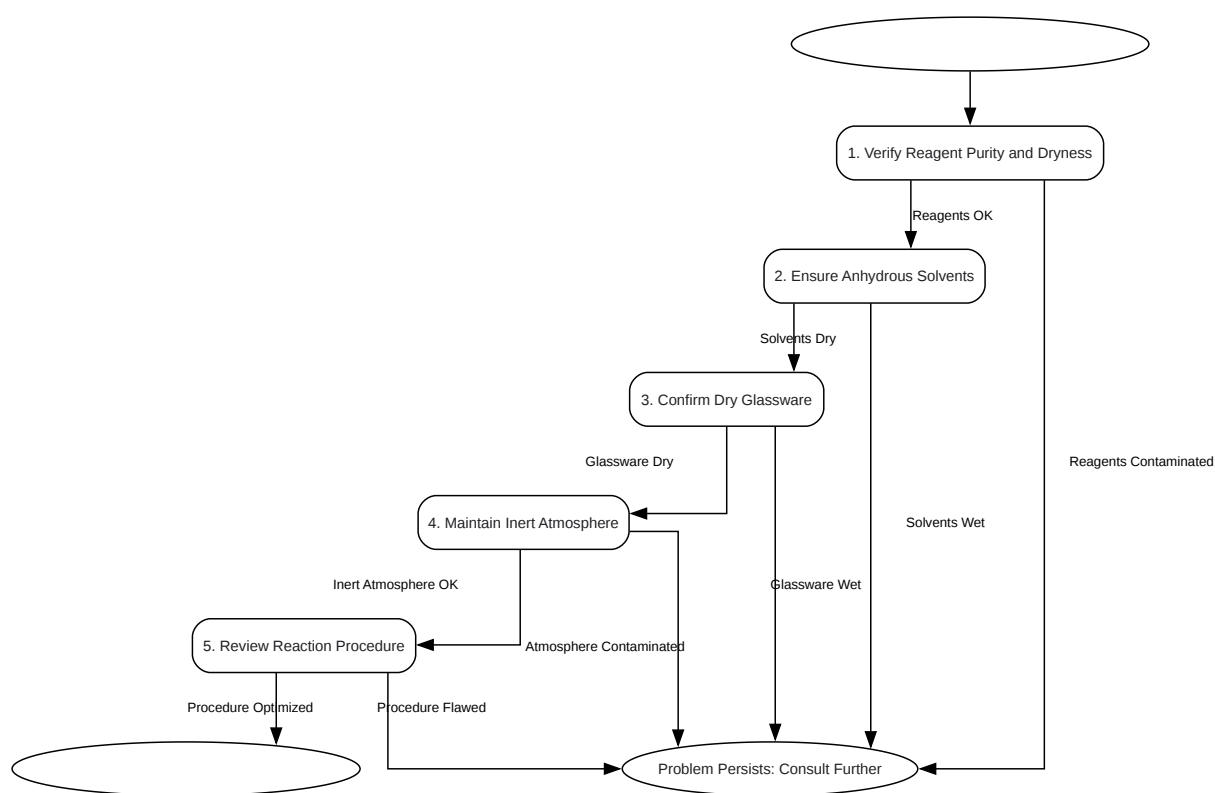 1. Verify Reagent Purity and Dryness
Reagents OK
2. Ensure Anhydrous Solvents
Solvents Dry
3. Confirm Dry Glassware
Glassware Dry
Reagents Contaminated
4. Maintain Inert Atmosphere
Solvents Wet
Inert Atmosphere OK
Glassware Wet
5. Review Reaction Procedure
Atmosphere Contaminated
Procedure Optimized
Procedure Flawed
Problem Persists: Consult Further